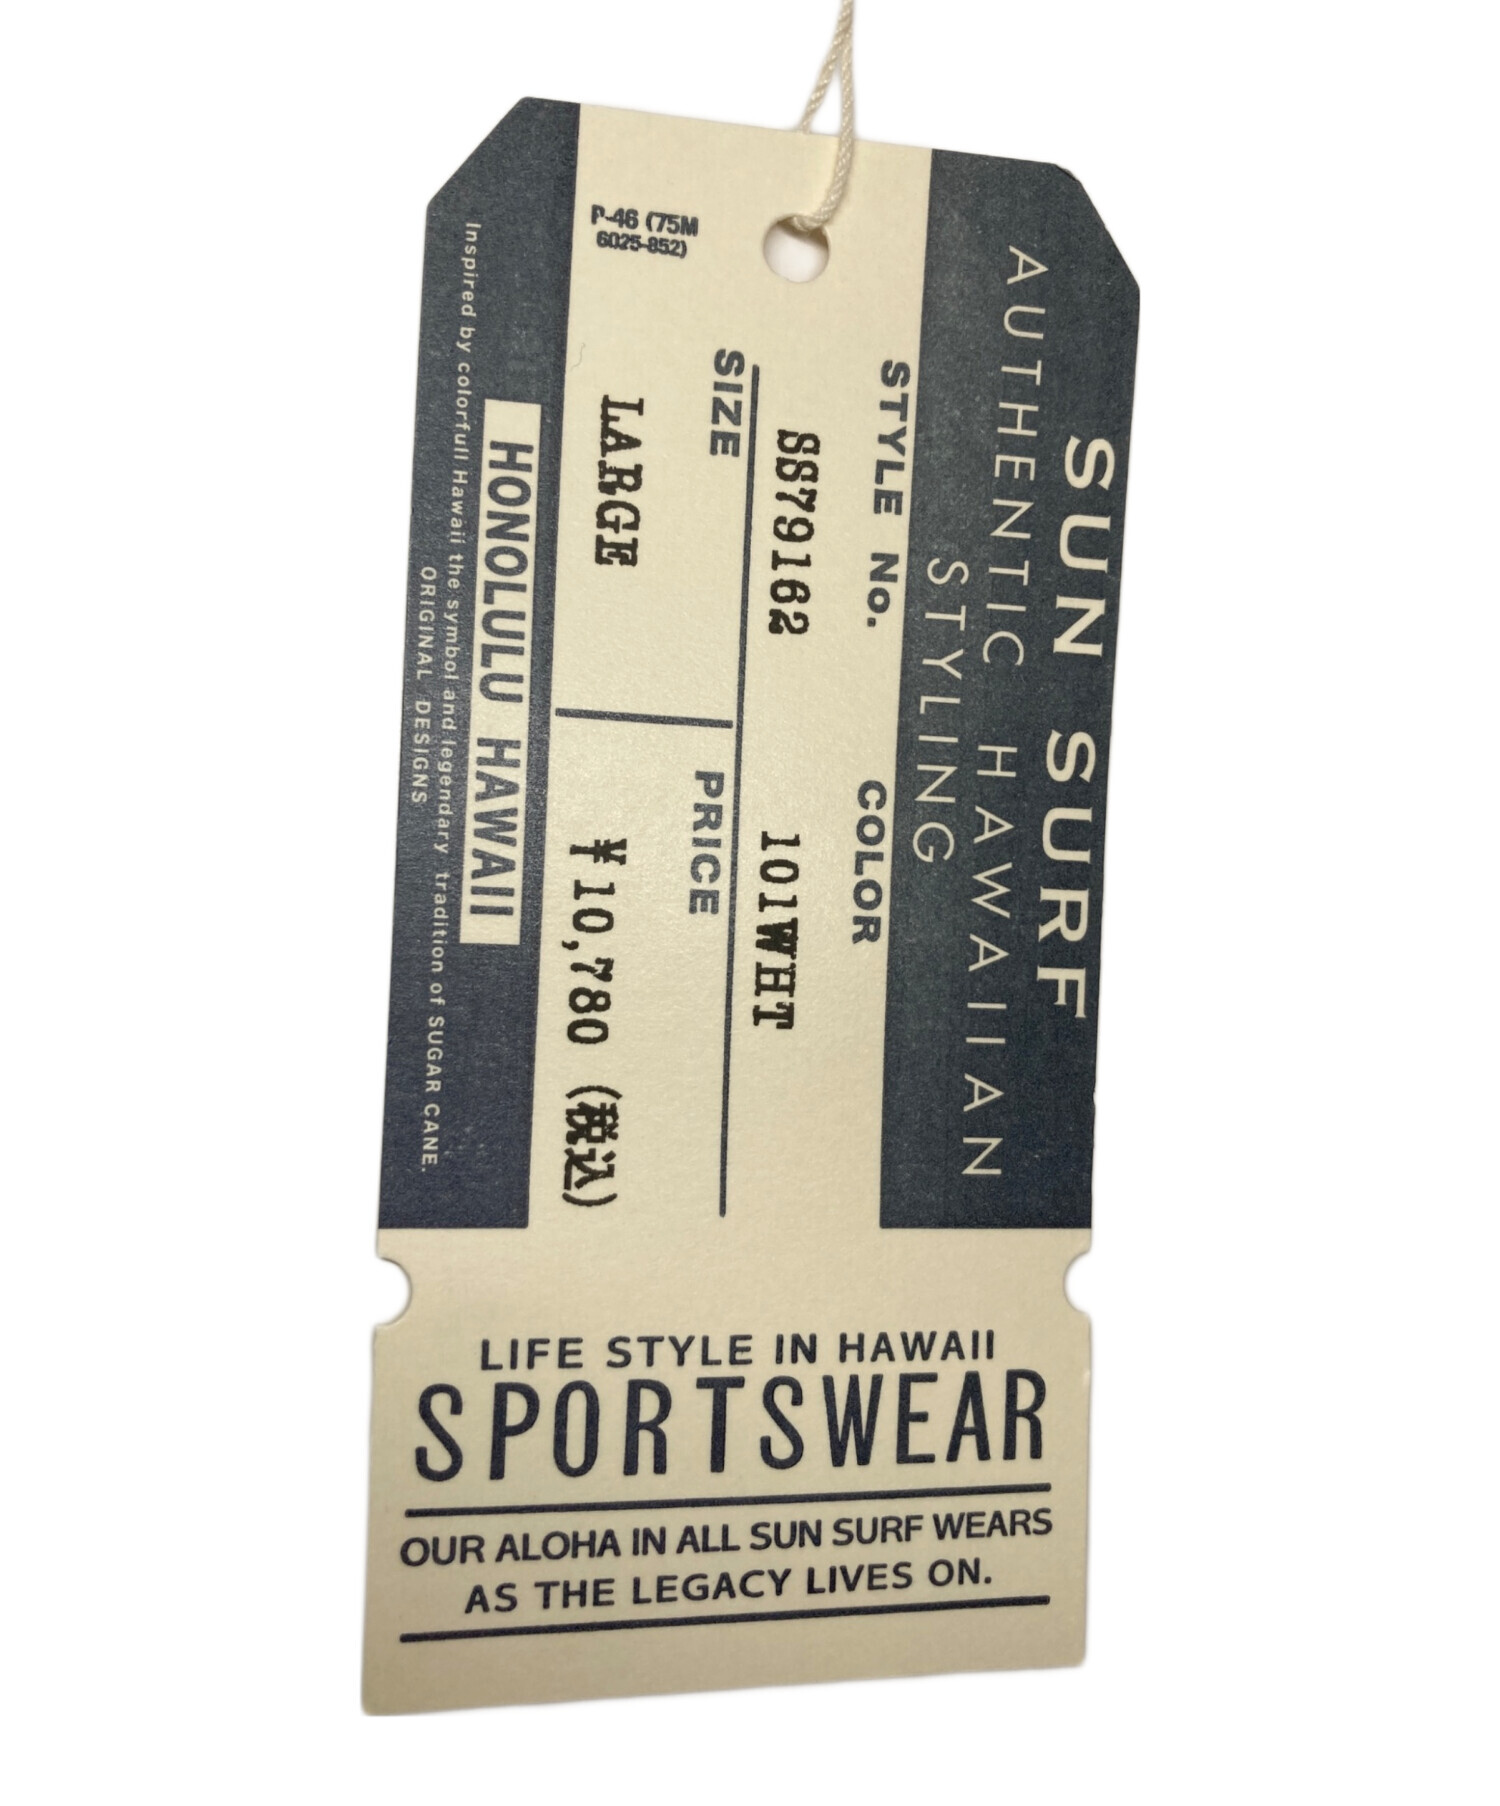 P-46 (75M
6025-852)
SUN SURF
AUTHENTIC HAWAIIAN
STYLING
STYLE No.
COLOR
SS79162
101WHT
SIZE
PRICE
LARGE
¥10,780 (税込)
HONOLULU HAWAII
Inspired by colorfull Hawaii the symbol and legendary tradition of SUGAR CANE.
ORIGINAL DESIGNS
LIFE STYLE IN HAWAII
SPORTSWEAR
OUR ALOHA IN ALL SUN SURF WEARS
AS THE LEGACY LIVES ON.